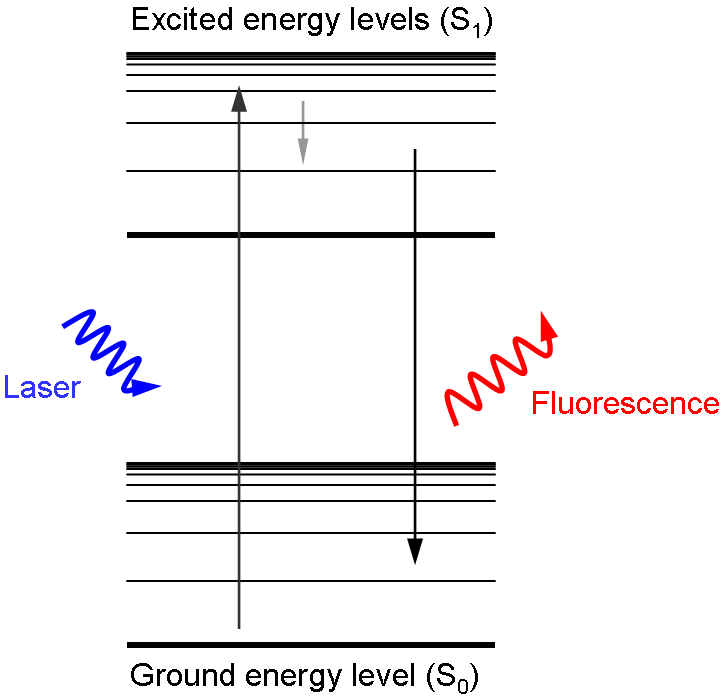 Excited energy levels (S₁)
Laser
Fluorescence
Ground energy level (S₀)